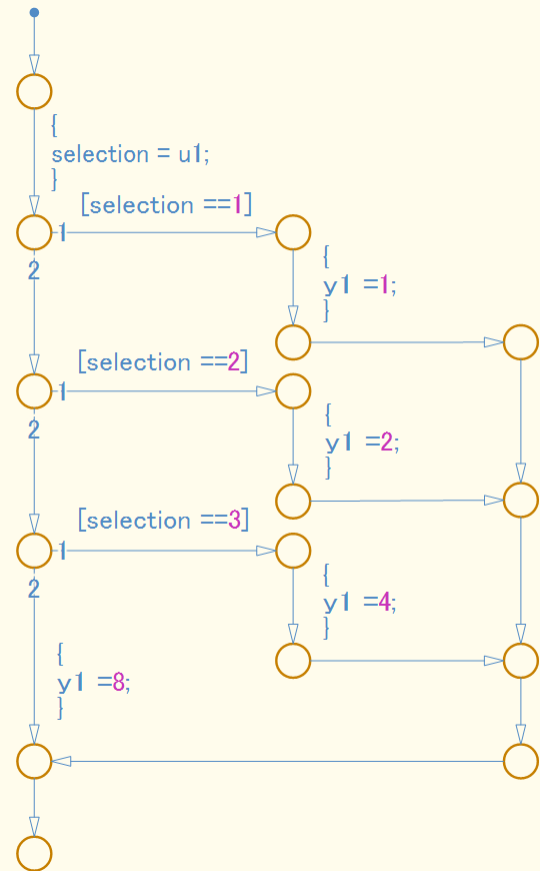 {
selection = u1;
}
[selection ==1]
1
2
{
y1 =1;
}
[selection ==2]
1
2
{
y1 =2;
}
[selection ==3]
1
2
{
y1 =4;
}
{
y1 =8;
}